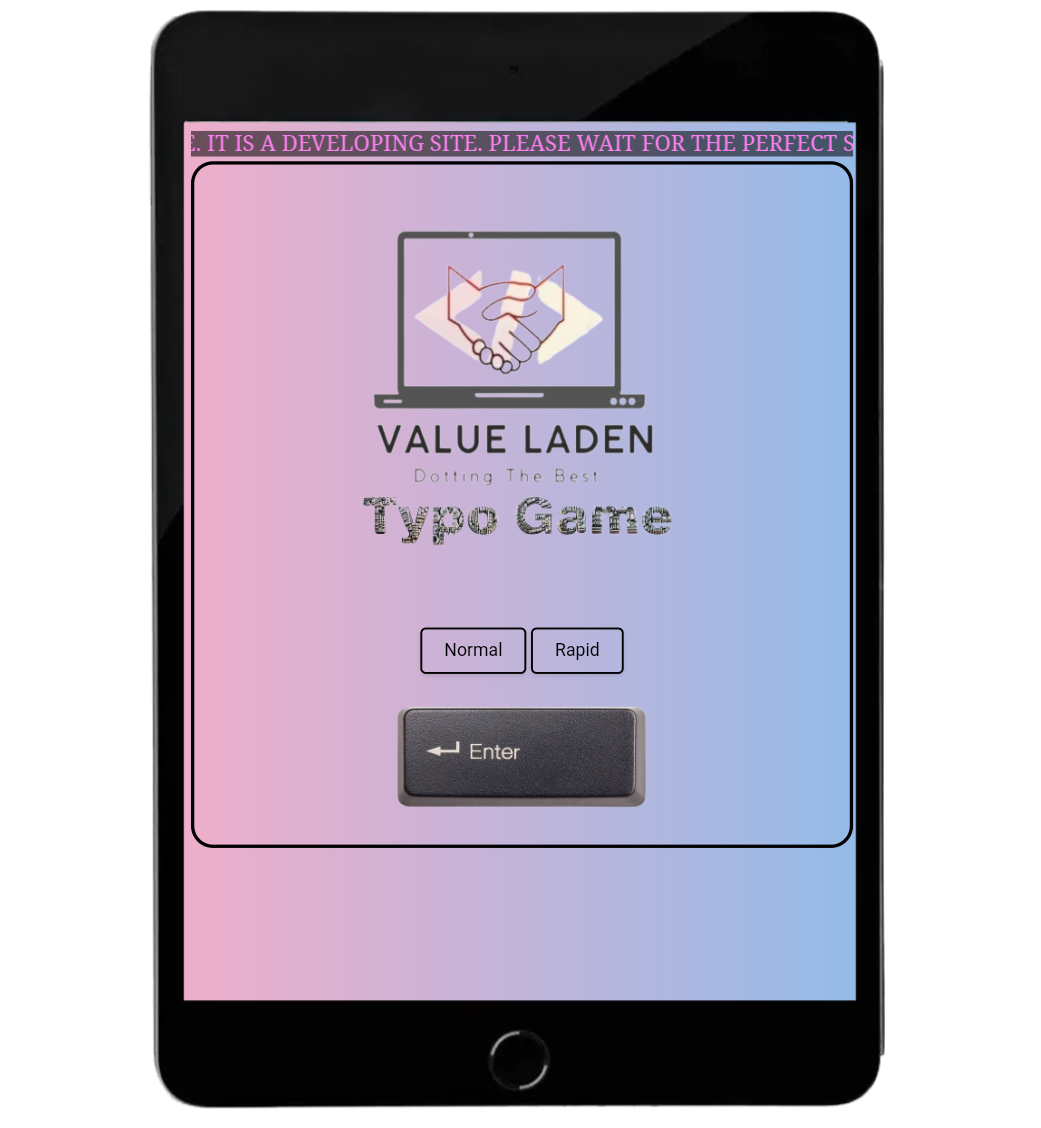 . IT IS A DEVELOPING SITE. PLEASE WAIT FOR THE PERFECT S
VALUE LADEN
Dotting The Best
Typo Game
Normal Rapid
Enter